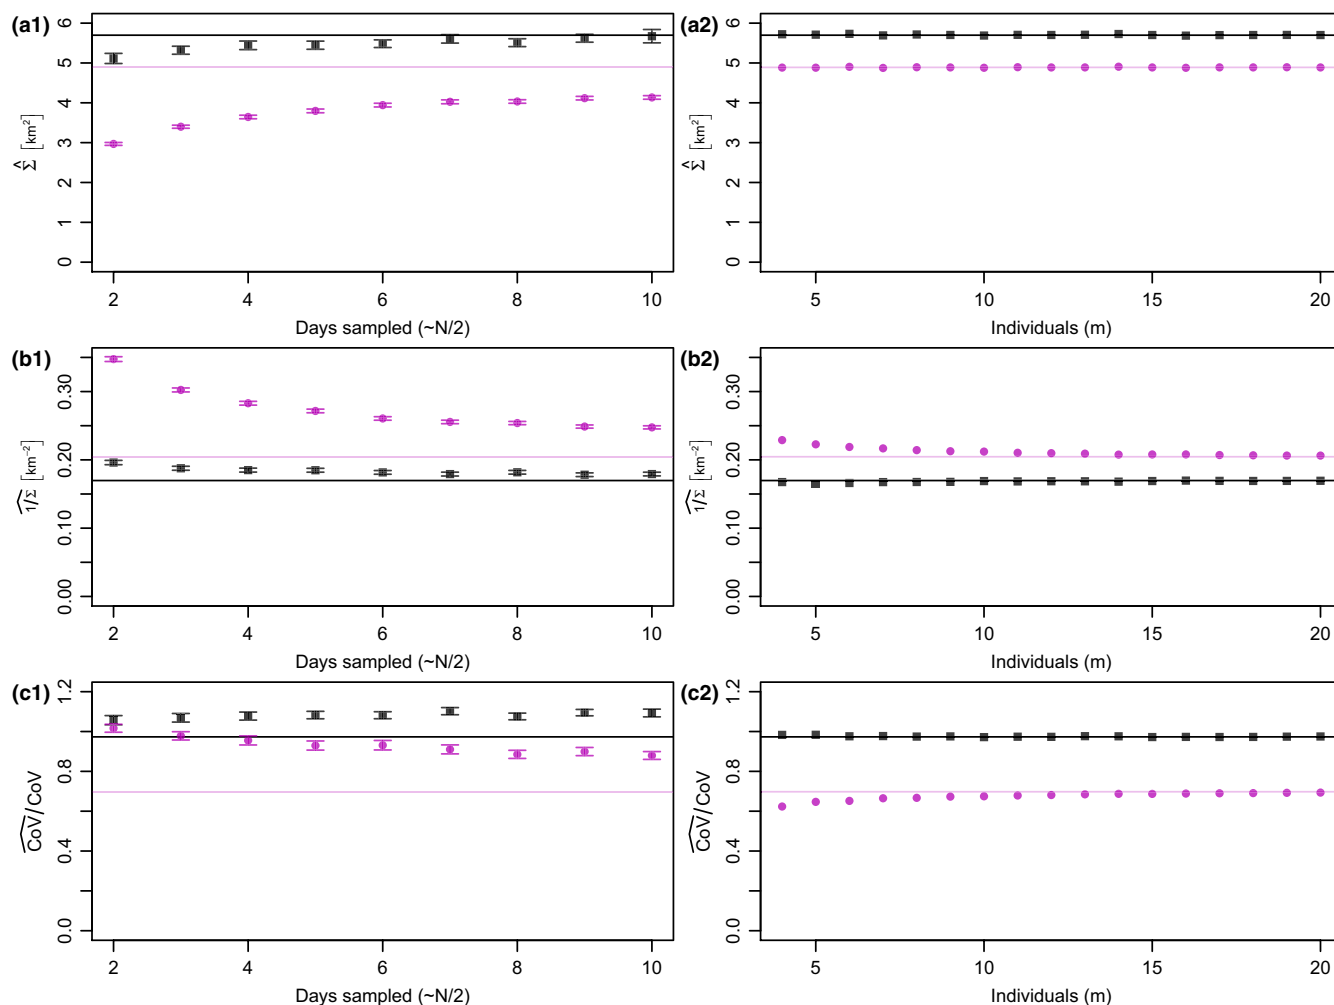 (a1)
Σ̂ [km²]
0 1 2 3 4 5 6
2 4 6 8 10
Days sampled (~N/2)
(a2)
Σ̂ [km²]
0 1 2 3 4 5 6
5 10 15 20
Individuals (m)
(b1)
1/Σ̂ [km⁻²]
0.00 0.10 0.20 0.30
2 4 6 8 10
Days sampled (~N/2)
(b2)
1/Σ̂ [km⁻²]
0.00 0.10 0.20 0.30
5 10 15 20
Individuals (m)
(c1)
CoV̂/CoV
0.0 0.4 0.8 1.2
2 4 6 8 10
Days sampled (~N/2)
(c2)
CoV̂/CoV
0.0 0.4 0.8 1.2
5 10 15 20
Individuals (m)